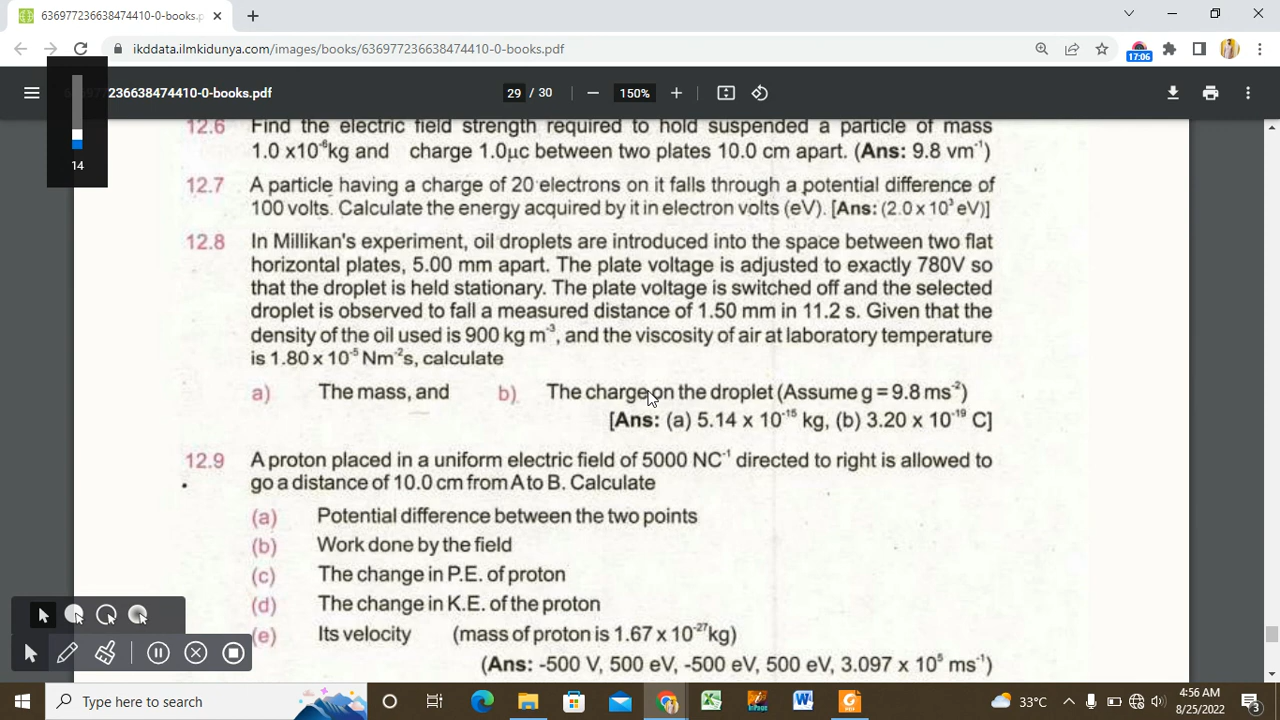 636977236638474410-0-books.p
ikddata.ilmkidunya.com/images/books/636977236638474410-0-books.pdf
17:06
236638474410-0-books.pdf
29 / 30
150%
14
12.6 Find the electric field strength required to hold suspended a particle of mass
1.0 x10⁻⁶kg and charge 1.0μc between two plates 10.0 cm apart. (Ans: 9.8 vm⁻¹)
12.7 A particle having a charge of 20 electrons on it falls through a potential difference of
100 volts. Calculate the energy acquired by it in electron volts (eV). [Ans: (2.0 x 10³ eV)]
12.8 In Millikan's experiment, oil droplets are introduced into the space between two flat
horizontal plates, 5.00 mm apart. The plate voltage is adjusted to exactly 780V so
that the droplet is held stationary. The plate voltage is switched off and the selected
droplet is observed to fall a measured distance of 1.50 mm in 11.2 s. Given that the
density of the oil used is 900 kg m⁻³, and the viscosity of air at laboratory temperature
is 1.80 x 10⁻⁵ Nm⁻²s, calculate
a) The mass, and b) The charge on the droplet (Assume g = 9.8 ms⁻²)
[Ans: (a) 5.14 x 10⁻¹⁵ kg, (b) 3.20 x 10⁻¹⁹ C]
12.9 A proton placed in a uniform electric field of 5000 NC⁻¹ directed to right is allowed to
go a distance of 10.0 cm from A to B. Calculate
(a) Potential difference between the two points
(b) Work done by the field
(c) The change in P.E. of proton
(d) The change in K.E. of the proton
(e) Its velocity (mass of proton is 1.67 x 10⁻²⁷kg)
(Ans: -500 V, 500 eV, -500 eV, 500 eV, 3.097 x 10⁵ ms⁻¹)
Type here to search
33°C
4:56 AM
8/25/2022
3